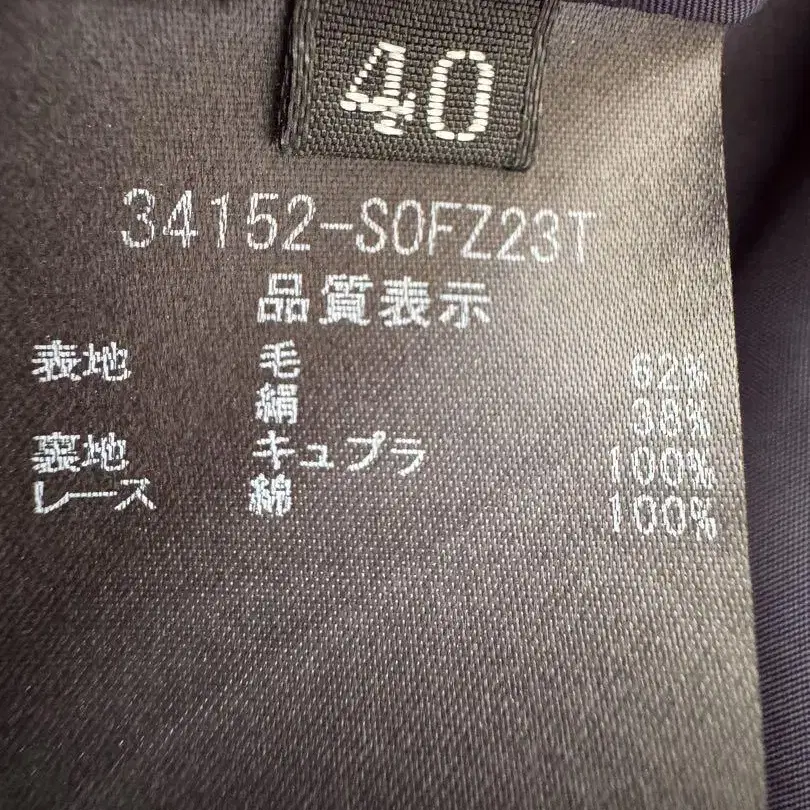 40
34152-S0FZ23T
品質表示
表地 毛 62%
絹 38%
裏地 キュプラ 100%
レース 綿 100%